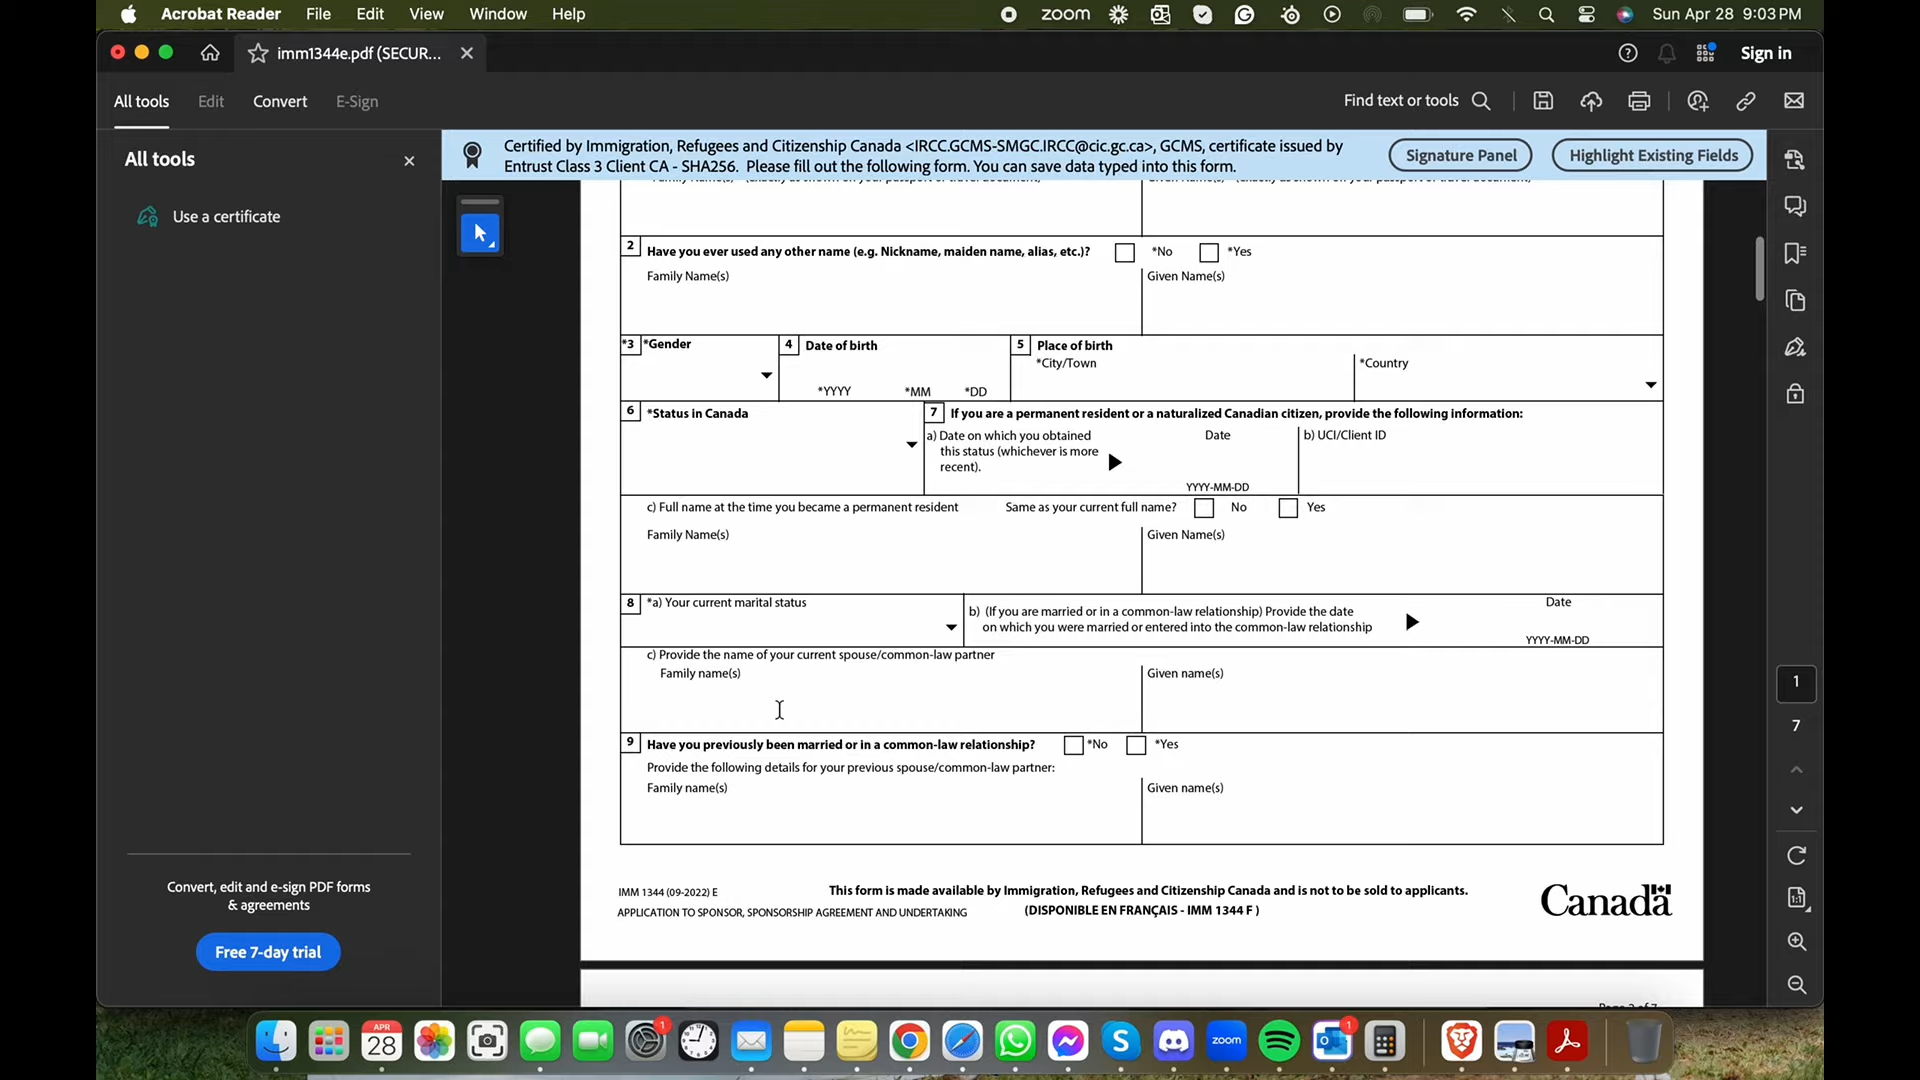 Acrobat Reader File Edit View Window Help
zoom Sun Apr 28 9:03 PM
imm1344e.pdf (SECUR...
Sign in
All tools Edit Convert E-Sign
Find text or tools
All tools
Use a certificate
Certified by Immigration, Refugees and Citizenship Canada <IRCC.GCMS-SMGC.IRCC@cic.gc.ca>, GCMS, certificate issued by
Entrust Class 3 Client CA - SHA256. Please fill out the following form. You can save data typed into this form.
Signature Panel
Highlight Existing Fields
2 Have you ever used any other name (e.g. Nickname, maiden name, alias, etc.)? *No *Yes
Family Name(s) Given Name(s)
*3 *Gender 4 Date of birth 5 Place of birth
*City/Town *Country
*YYYY *MM *DD
6 *Status in Canada 7 If you are a permanent resident or a naturalized Canadian citizen, provide the following information:
a) Date on which you obtained Date b) UCI/Client ID
this status (whichever is more
recent).
YYYY-MM-DD
c) Full name at the time you became a permanent resident Same as your current full name? No Yes
Family Name(s) Given Name(s)
8 *a) Your current marital status Date
b) (If you are married or in a common-law relationship) Provide the date
on which you were married or entered into the common-law relationship
YYYY-MM-DD
c) Provide the name of your current spouse/common-law partner
Family name(s) Given name(s)
9 Have you previously been married or in a common-law relationship? *No *Yes
Provide the following details for your previous spouse/common-law partner:
Family name(s) Given name(s)
IMM 1344 (09-2022) E This form is made available by Immigration, Refugees and Citizenship Canada and is not to be sold to applicants.
APPLICATION TO SPONSOR, SPONSORSHIP AGREEMENT AND UNDERTAKING (DISPONIBLE EN FRANÇAIS - IMM 1344 F )
Canada
Convert, edit and e-sign PDF forms
& agreements
Free 7-day trial
1
7
1:1
APR
28
1
zoom
1